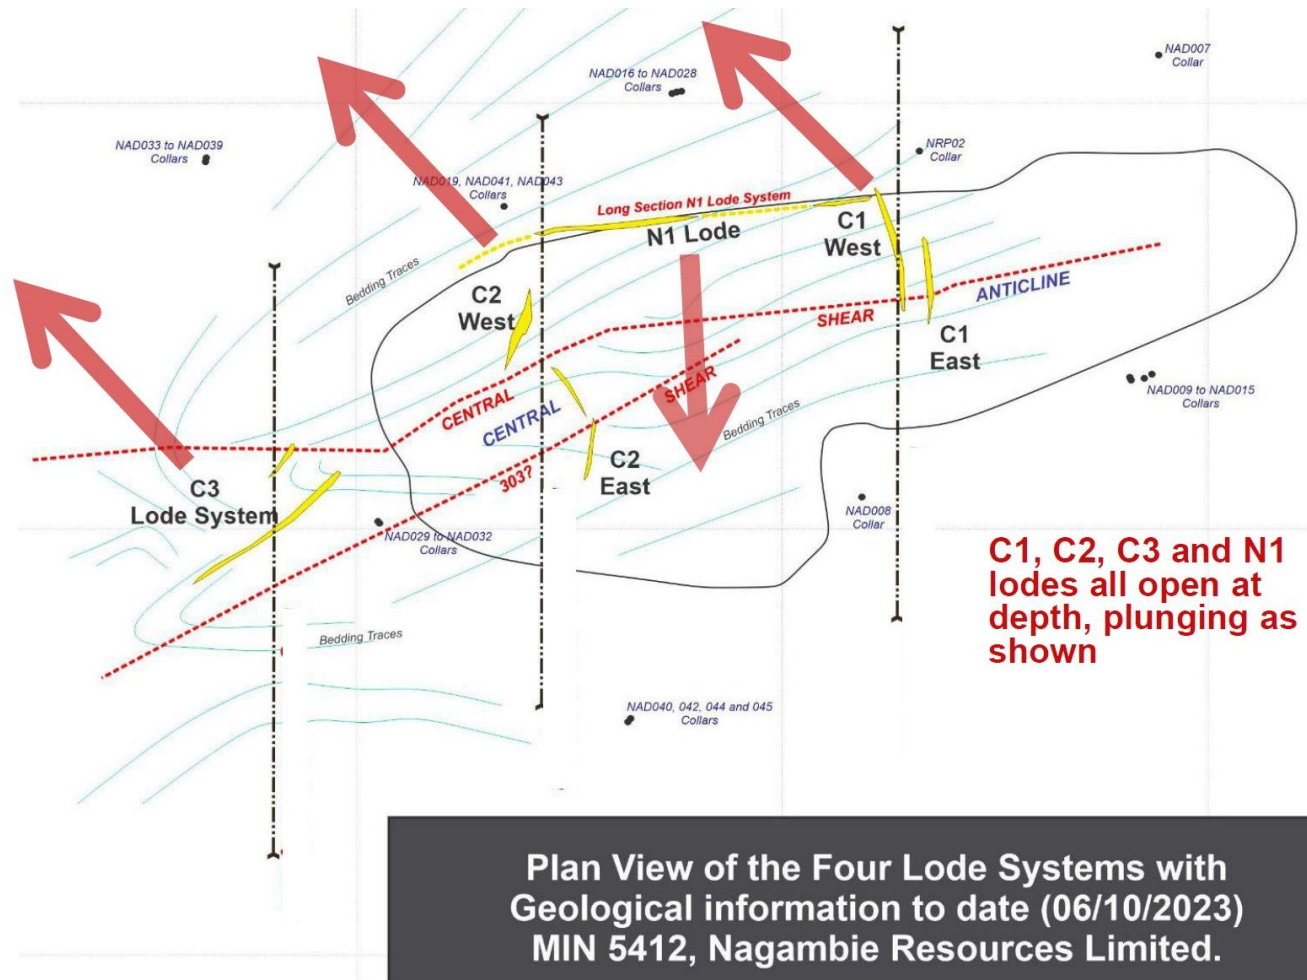 NAD007
Collar
NAD016 to NAD028
Collars
NAD033 to NAD039
Collars
NRP02
Collar
NAD019, NAD041, NAD043
Collars
Long Section N1 Lode System
N1 Lode
C1
West
Bedding Traces
C2
West
ANTICLINE
SHEAR
C1
East
SHEAR
CENTRAL
CENTRAL
NAD009 to NAD015
Collars
Bedding Traces
303?
C2
East
C3
Lode System
NAD008
Collar
NAD029 to NAD032
Collars
C1, C2, C3 and N1
lodes all open at
depth, plunging as
shown
Bedding Traces
NAD040, 042, 044 and 045
Collars
Plan View of the Four Lode Systems with
Geological information to date (06/10/2023)
MIN 5412, Nagambie Resources Limited.